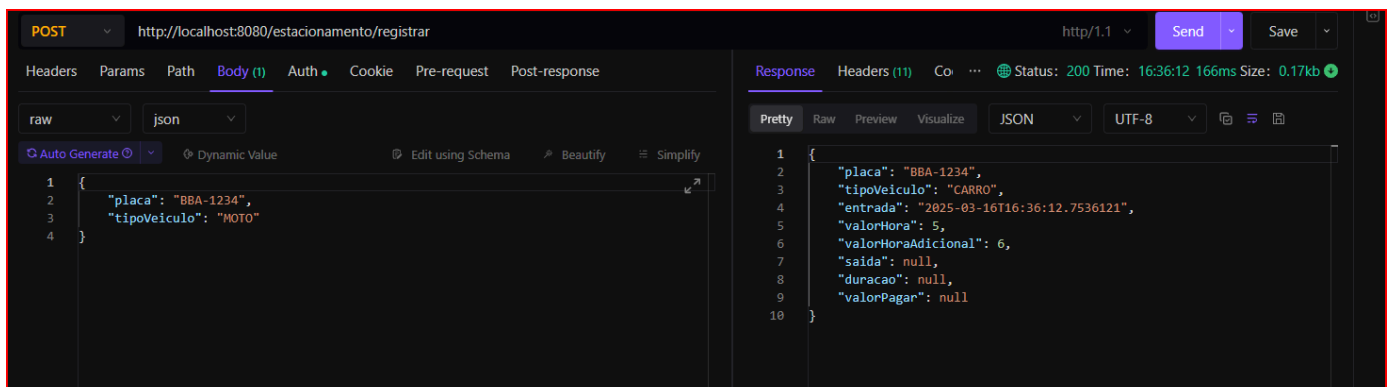 POST http://localhost:8080/estacionamento/registrar http/1.1 Send Save
Headers Params Path Body (1) Auth Cookie Pre-request Post-response
raw json
Auto Generate Dynamic Value Edit using Schema Beautify Simplify
1 {
2 "placa": "BBA-1234",
3 "tipoVeiculo": "MOTO"
4 }
Response Headers (11) Co ··· Status: 200 Time: 16:36:12 166ms Size: 0.17kb
Pretty Raw Preview Visualize JSON UTF-8
1 {
2 "placa": "BBA-1234",
3 "tipoVeiculo": "CARRO",
4 "entrada": "2025-03-16T16:36:12.7536121",
5 "valorHora": 5,
6 "valorHoraAdicional": 6,
7 "saida": null,
8 "duracao": null,
9 "valorPagar": null
10 }